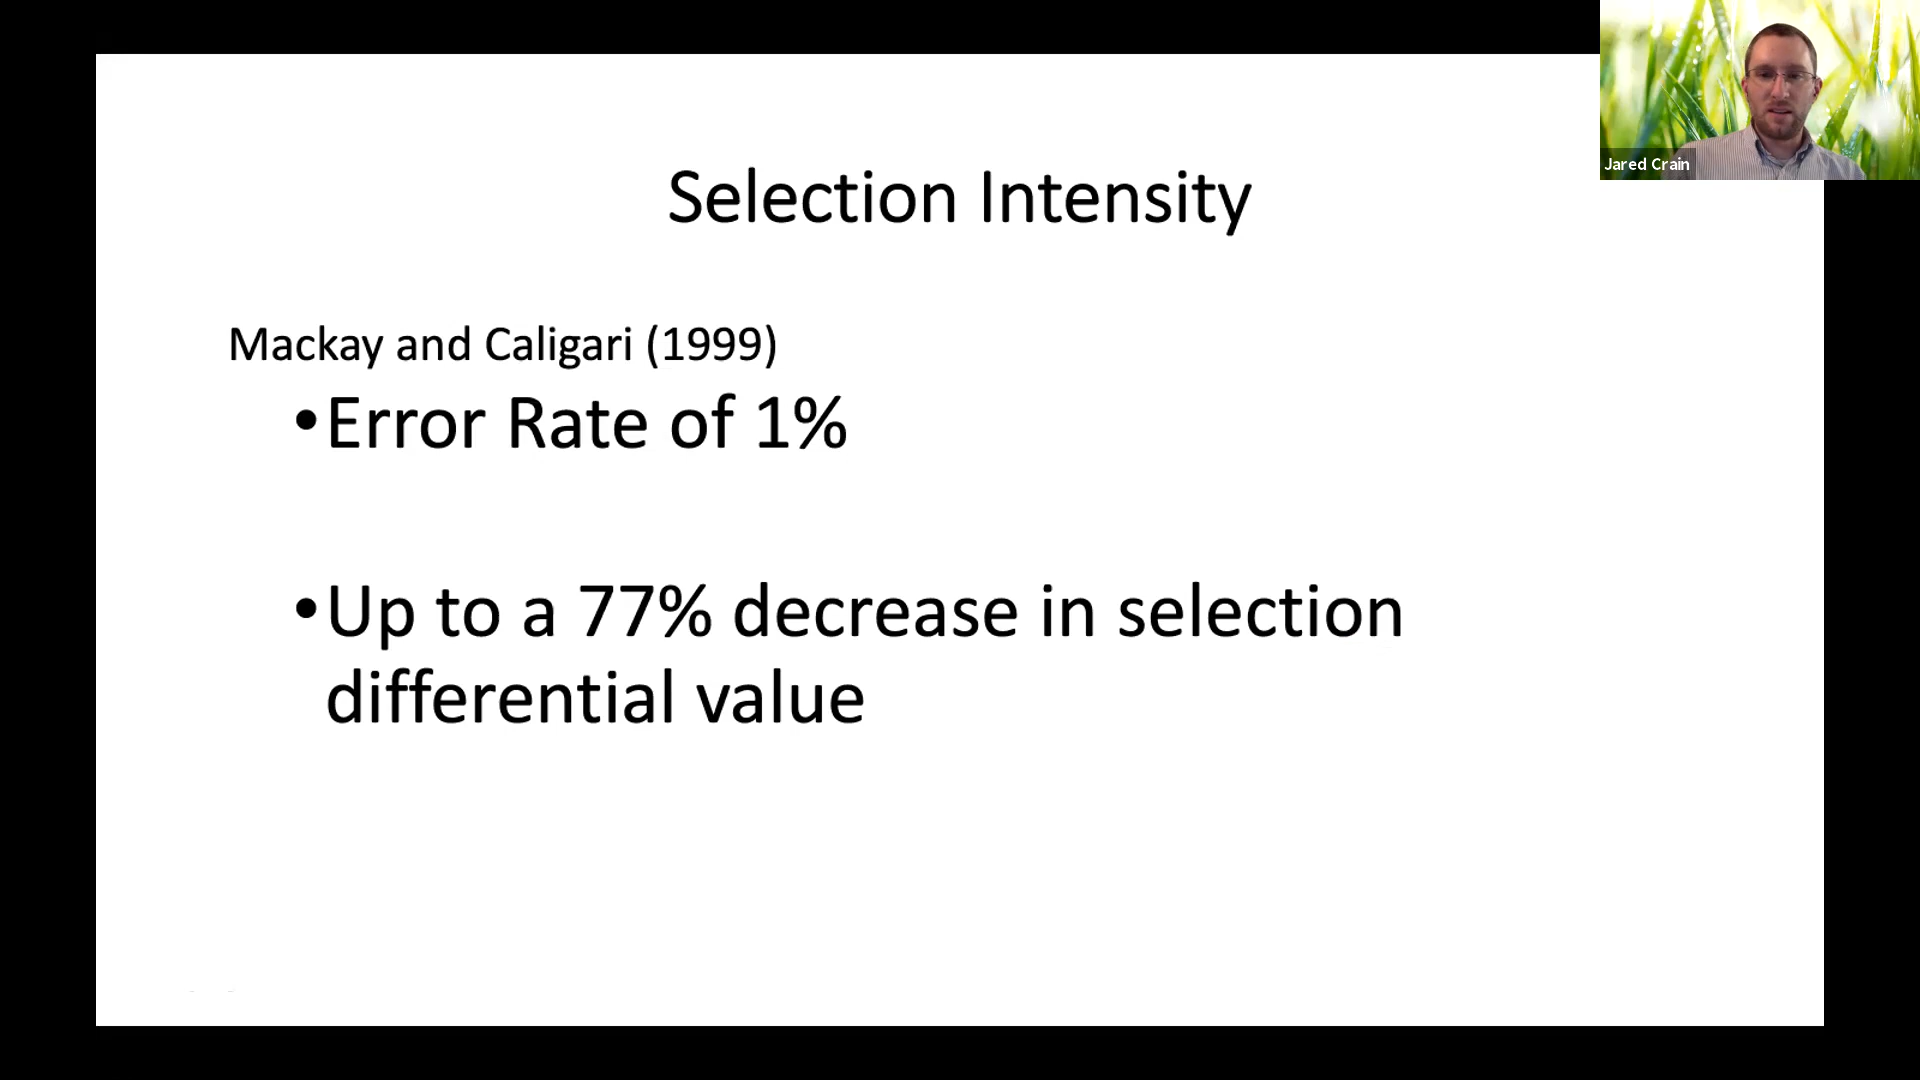 Jared Crain
Selection Intensity
Mackay and Caligari (1999)
•Error Rate of 1%
•Up to a 77% decrease in selection
differential value